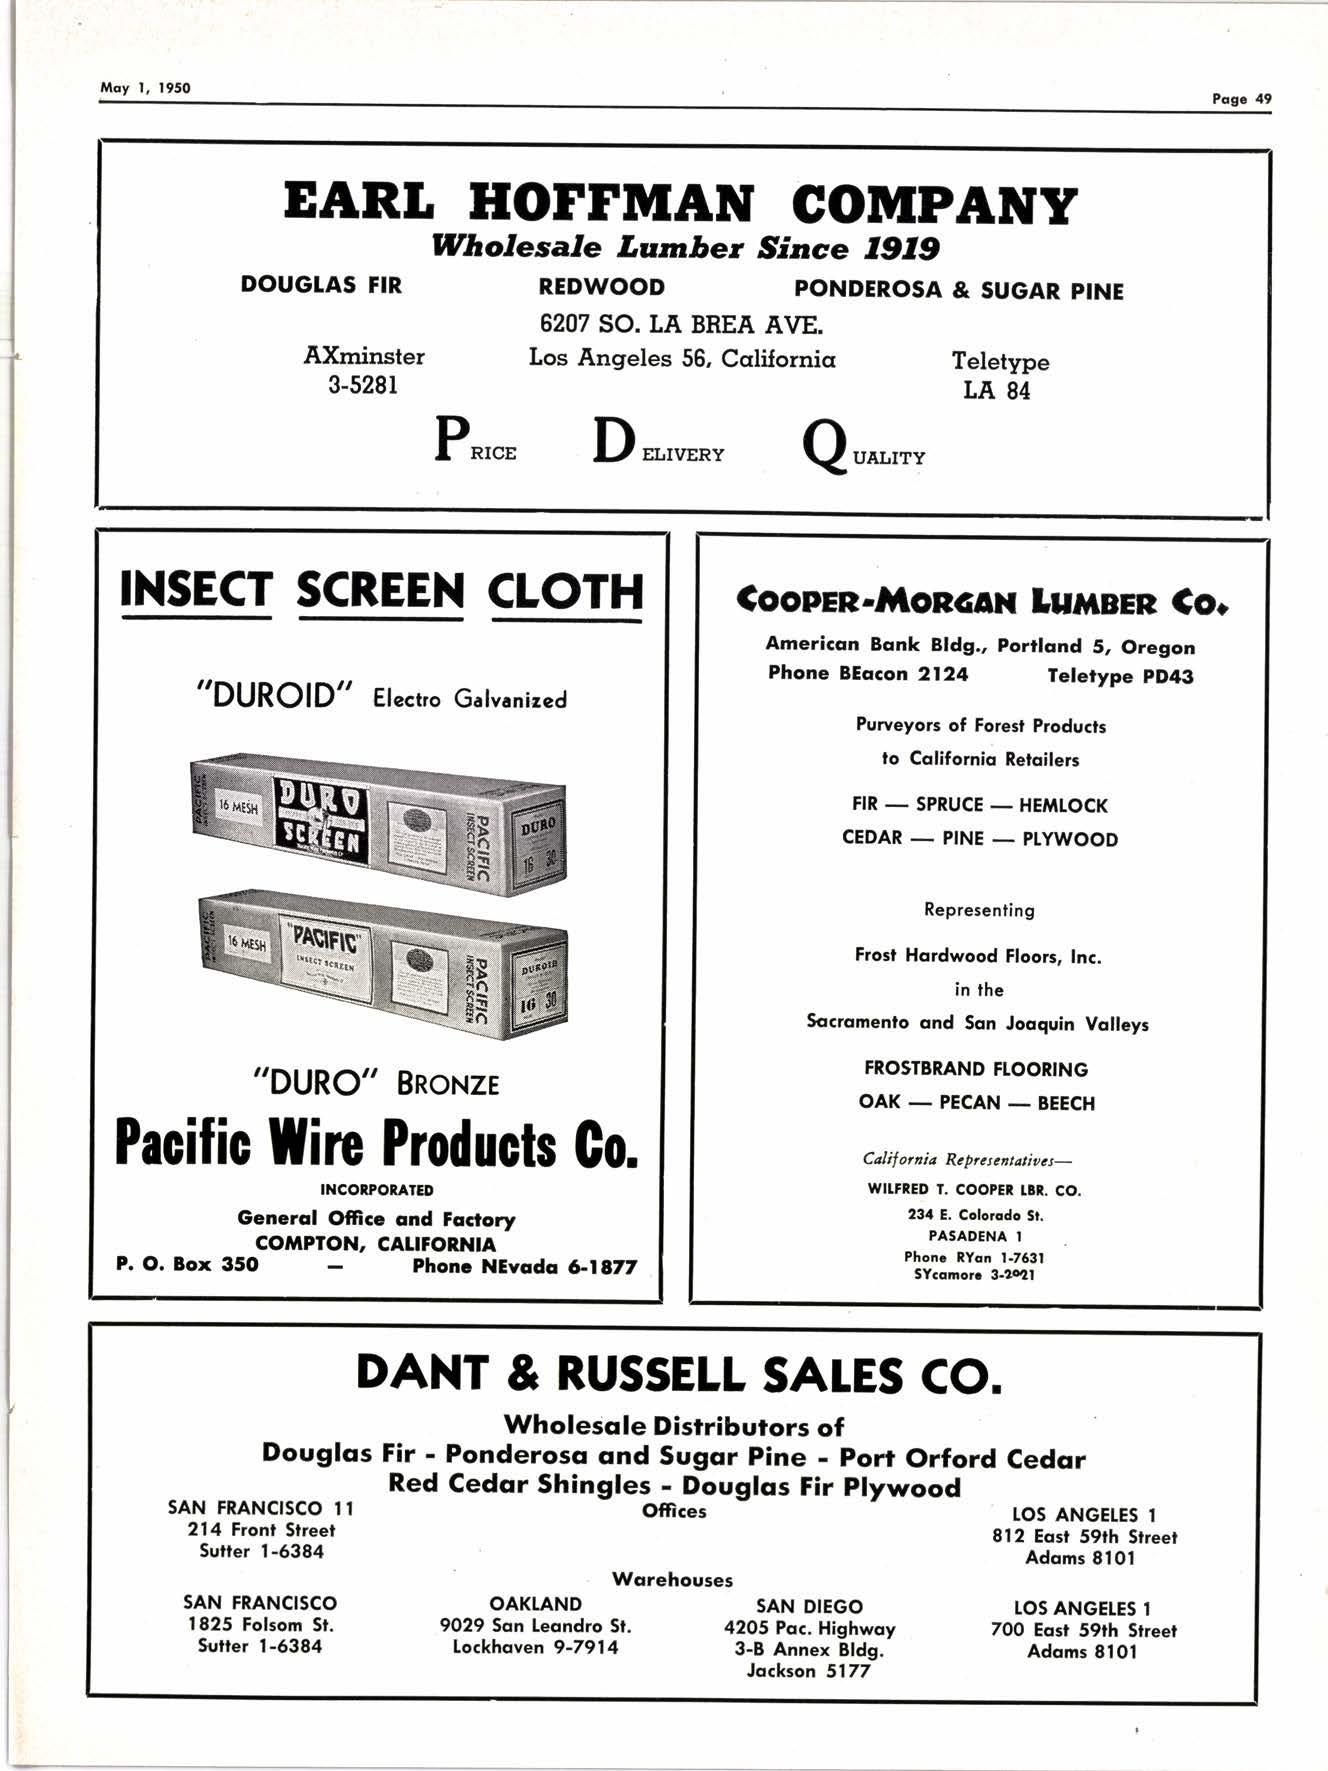 May 1, 1950
Page 49
EARL HOFFMAN COMPANY
Wholesale Lumber Since 1919
DOUGLAS FIR REDWOOD PONDEROSA & SUGAR PINE
6207 SO. LA BREA AVE.
AXminster Los Angeles 56, California Teletype
3-5281 LA 84
PRICE DELIVERY QUALITY
INSECT SCREEN CLOTH
"DUROID" Electro Galvanized
PACIFIC
16 MESH
DURO
SCREEN
PACIFIC
INSECT SCREEN
DURO
16 30
PACIFIC
16 MESH
"PACIFIC"
INSECT SCREEN
PACIFIC
INSECT SCREEN
DUROID
16 30
"DURO" BRONZE
Pacific Wire Products Co.
INCORPORATED
General Office and Factory
COMPTON, CALIFORNIA
P. O. Box 350 — Phone NEvada 6-1877
COOPER-MORGAN LUMBER CO.
American Bank Bldg., Portland 5, Oregon
Phone BEacon 2124 Teletype PD43
Purveyors of Forest Products
to California Retailers
FIR — SPRUCE — HEMLOCK
CEDAR — PINE — PLYWOOD
Representing
Frost Hardwood Floors, Inc.
in the
Sacramento and San Joaquin Valleys
FROSTBRAND FLOORING
OAK — PECAN — BEECH
California Representatives—
WILFRED T. COOPER LBR. CO.
234 E. Colorado St.
PASADENA 1
Phone RYan 1-7631
SYcamore 3-2021
DANT & RUSSELL SALES CO.
Wholesale Distributors of
Douglas Fir - Ponderosa and Sugar Pine - Port Orford Cedar
Red Cedar Shingles - Douglas Fir Plywood
Offices
SAN FRANCISCO 11
214 Front Street
Sutter 1-6384
LOS ANGELES 1
812 East 59th Street
Adams 8101
Warehouses
SAN FRANCISCO
1825 Folsom St.
Sutter 1-6384
OAKLAND
9029 San Leandro St.
Lockhaven 9-7914
SAN DIEGO
4205 Pac. Highway
3-B Annex Bldg.
Jackson 5177
LOS ANGELES 1
700 East 59th Street
Adams 8101